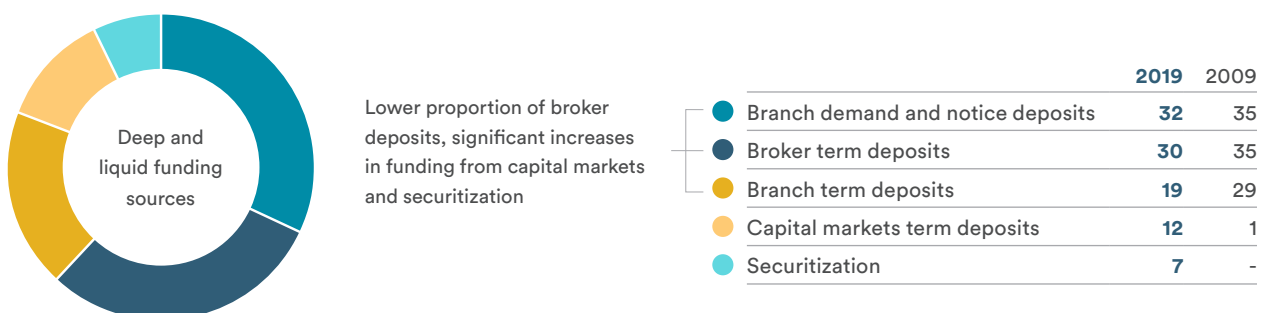 Deep and
liquid funding
sources
Lower proportion of broker
deposits, significant increases
in funding from capital markets
and securitization
2019 2009
Branch demand and notice deposits 32 35
Broker term deposits 30 35
Branch term deposits 19 29
Capital markets term deposits 12 1
Securitization 7 -